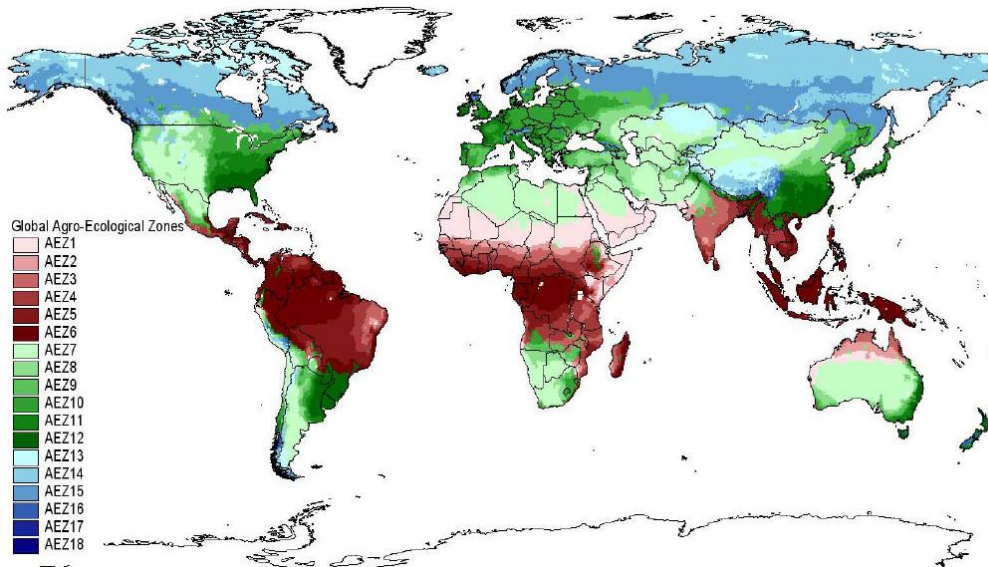 Global Agro-Ecological Zones
AEZ1
AEZ2
AEZ3
AEZ4
AEZ5
AEZ6
AEZ7
AEZ8
AEZ9
AEZ10
AEZ11
AEZ12
AEZ13
AEZ14
AEZ15
AEZ16
AEZ17
AEZ18